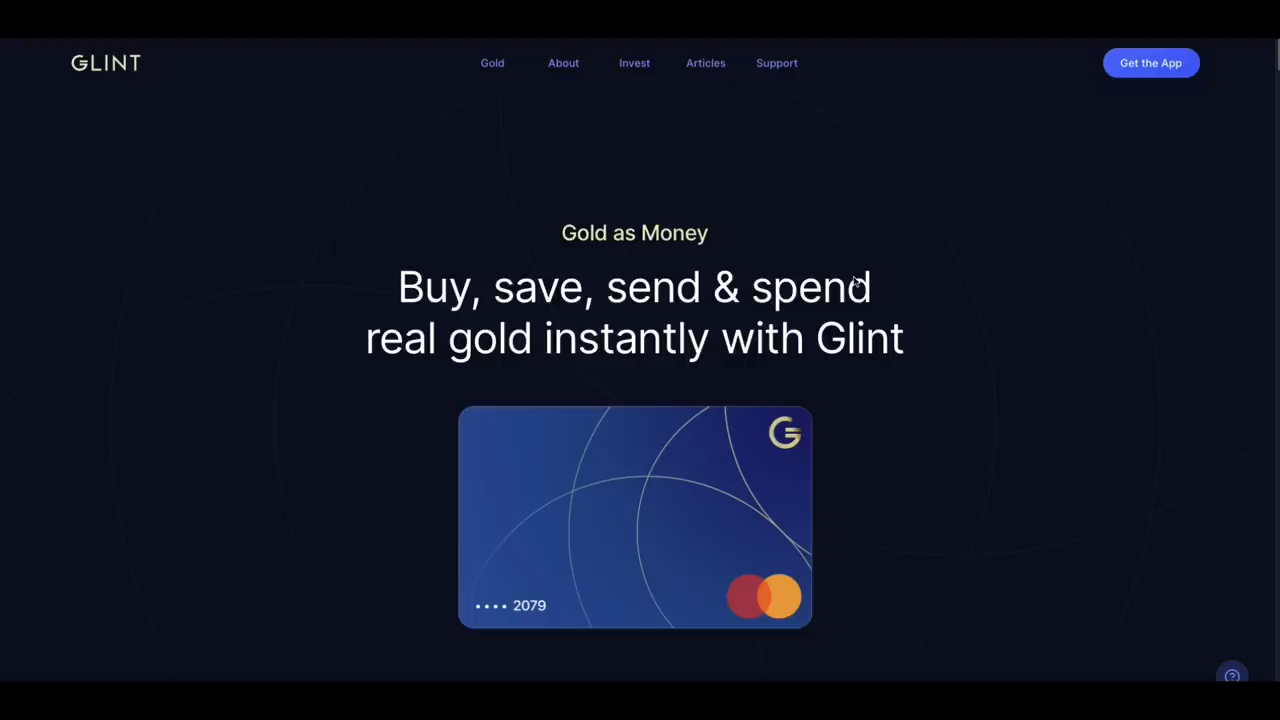 GLINT
Gold
About
Invest
Articles
Support
Get the App
Gold as Money
Buy, save, send & spend
real gold instantly with Glint
G
•••• 2079
?